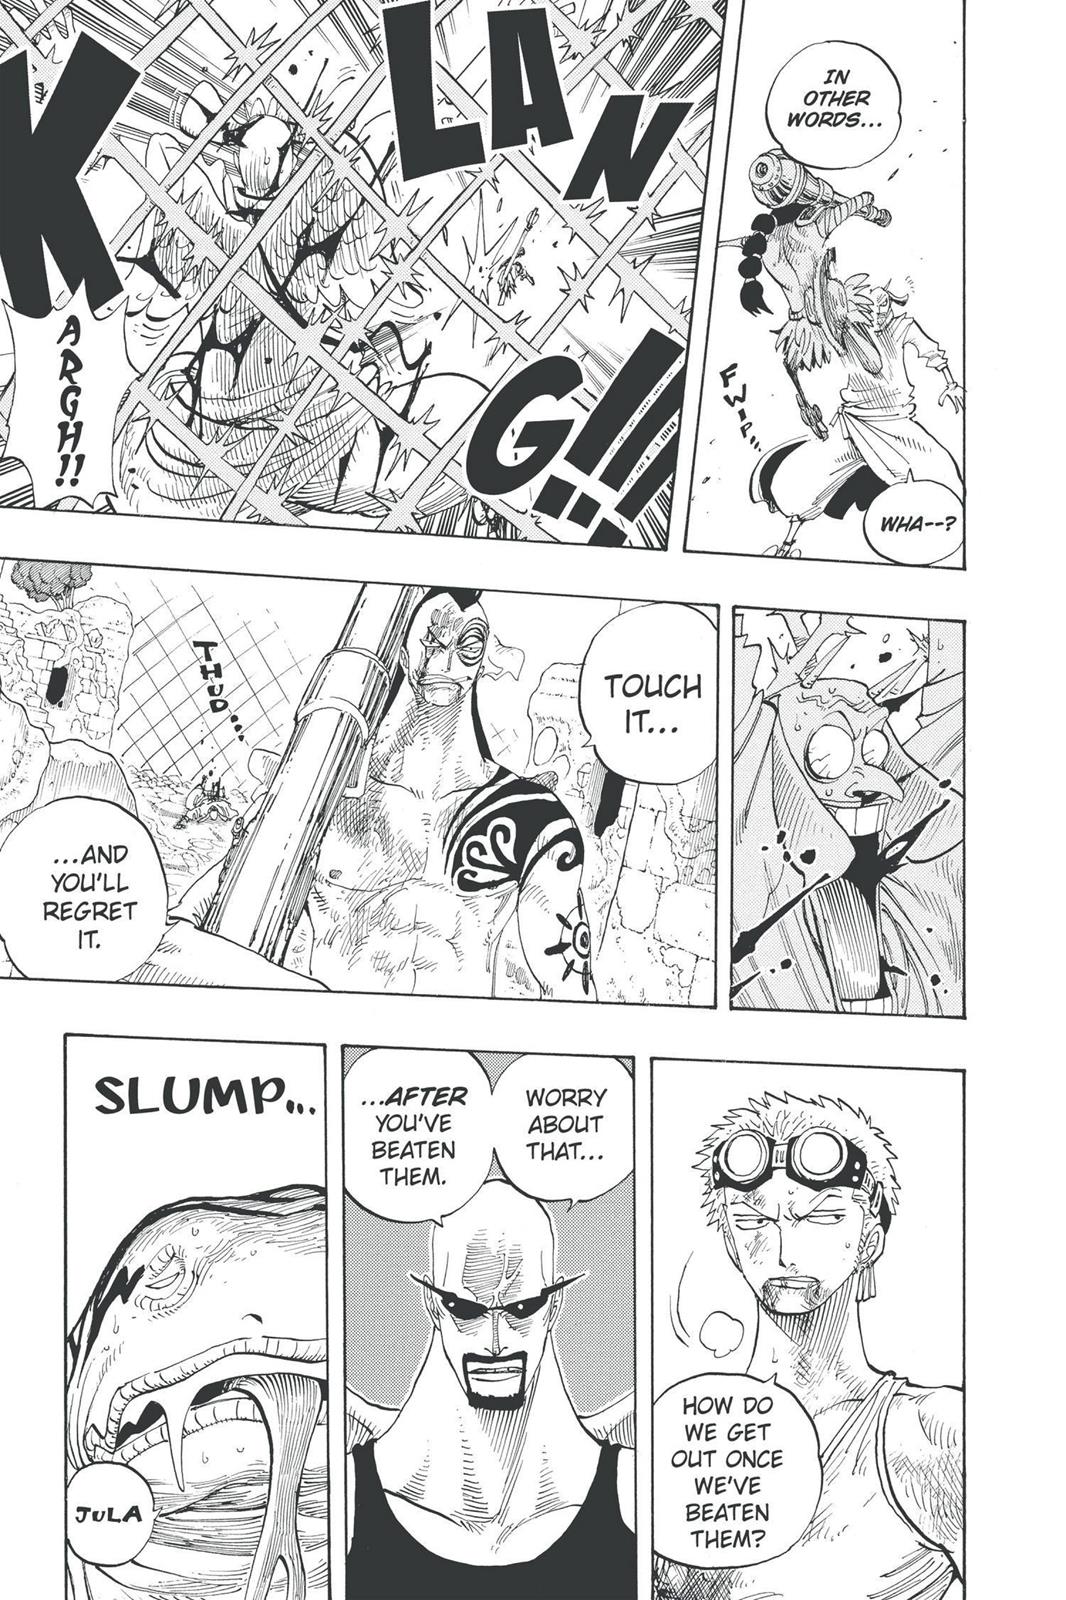 IN
OTHER
WORDS...
FWIP...
WHA--?
KLANG!!!
ARGH!!
TOUCH
IT...
THUD...
...AND
YOU'LL
REGRET
IT.
HOW DO
WE GET
OUT ONCE
WE'VE
BEATEN
THEM?
WORRY
ABOUT
THAT...
...AFTER
YOU'VE
BEATEN
THEM.
SLUMP...
JULA